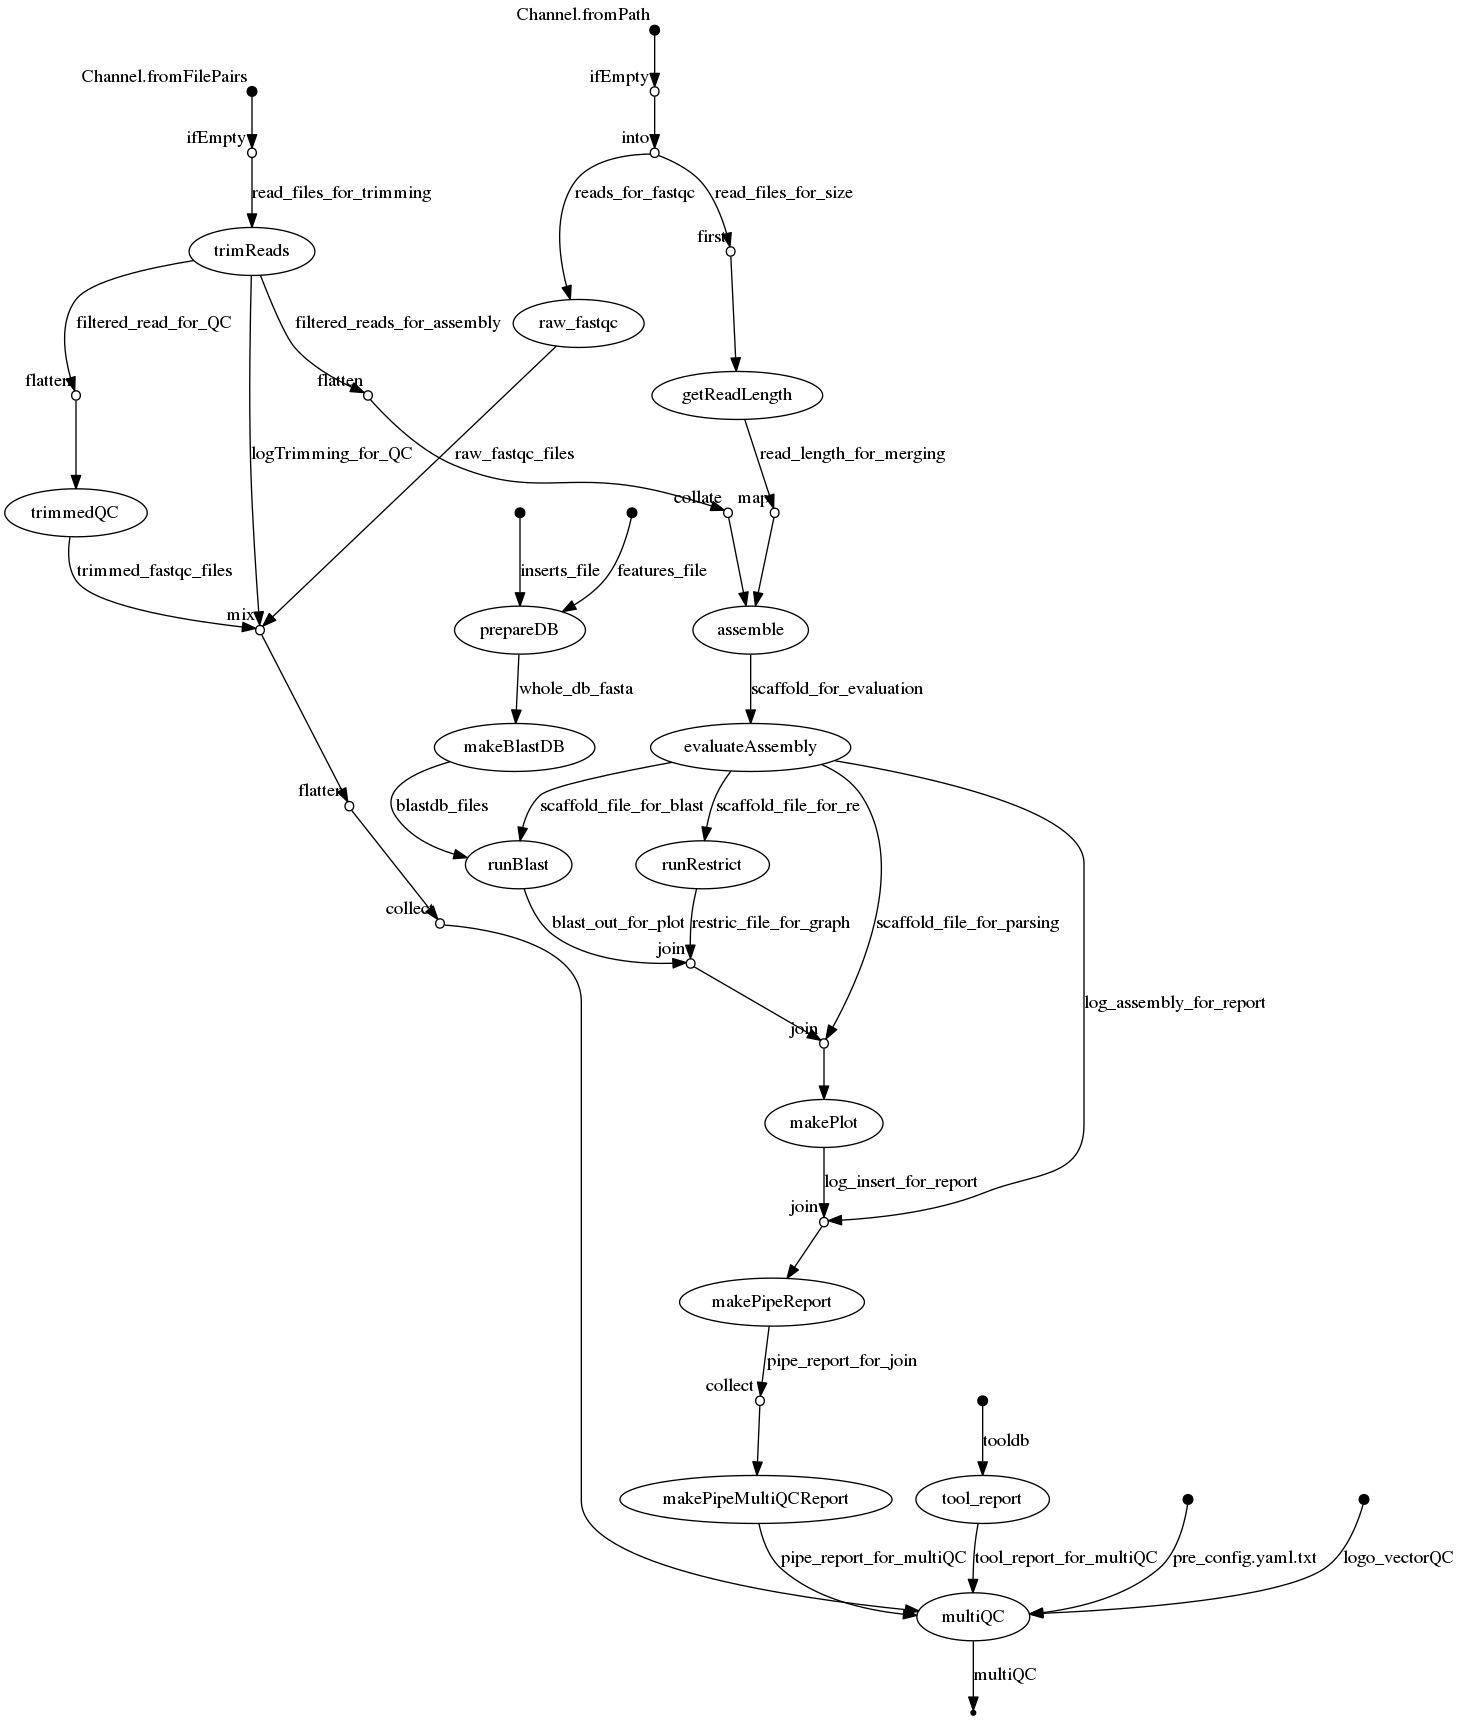 Channel.fromPath
Channel.fromFilePairs
ifEmpty
ifEmpty
into
read_files_for_trimming
reads_for_fastqc
read_files_for_size
first
trimReads
filtered_read_for_QC
filtered_reads_for_assembly
raw_fastqc
flatten
flatten
getReadLength
logTrimming_for_QC
raw_fastqc_files
read_length_for_merging
collate
map
trimmedQC
trimmed_fastqc_files
inserts_file
features_file
mix
prepareDB
assemble
whole_db_fasta
scaffold_for_evaluation
makeBlastDB
evaluateAssembly
flatten
blastdb_files
scaffold_file_for_blast
scaffold_file_for_re
runBlast
runRestrict
collect
blast_out_for_plot
restric_file_for_graph
scaffold_file_for_parsing
join
log_assembly_for_report
join
makePlot
log_insert_for_report
join
makePipeReport
pipe_report_for_join
collect
tooldb
makePipeMultiQCReport
tool_report
pipe_report_for_multiQC
tool_report_for_multiQC
pre_config.yaml.txt
logo_vectorQC
multiQC
multiQC